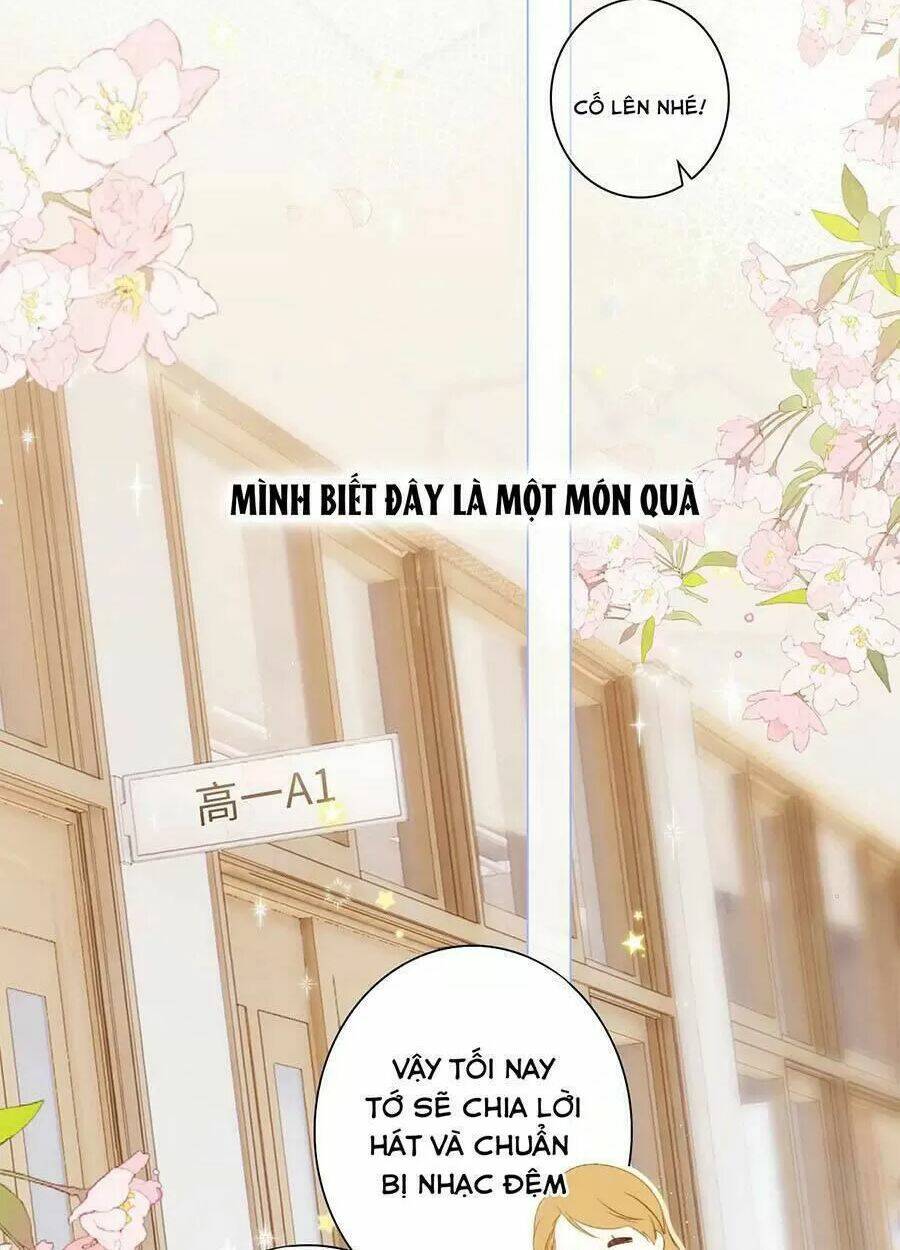 CỐ LÊN NHÉ!
MÌNH BIẾT ĐÂY LÀ MỘT MÓN QUÀ
高一A1
VẬY TỐI NAY
TỚ SẼ CHIA LỜI
HÁT VÀ CHUẨN
BỊ NHẠC ĐỆM